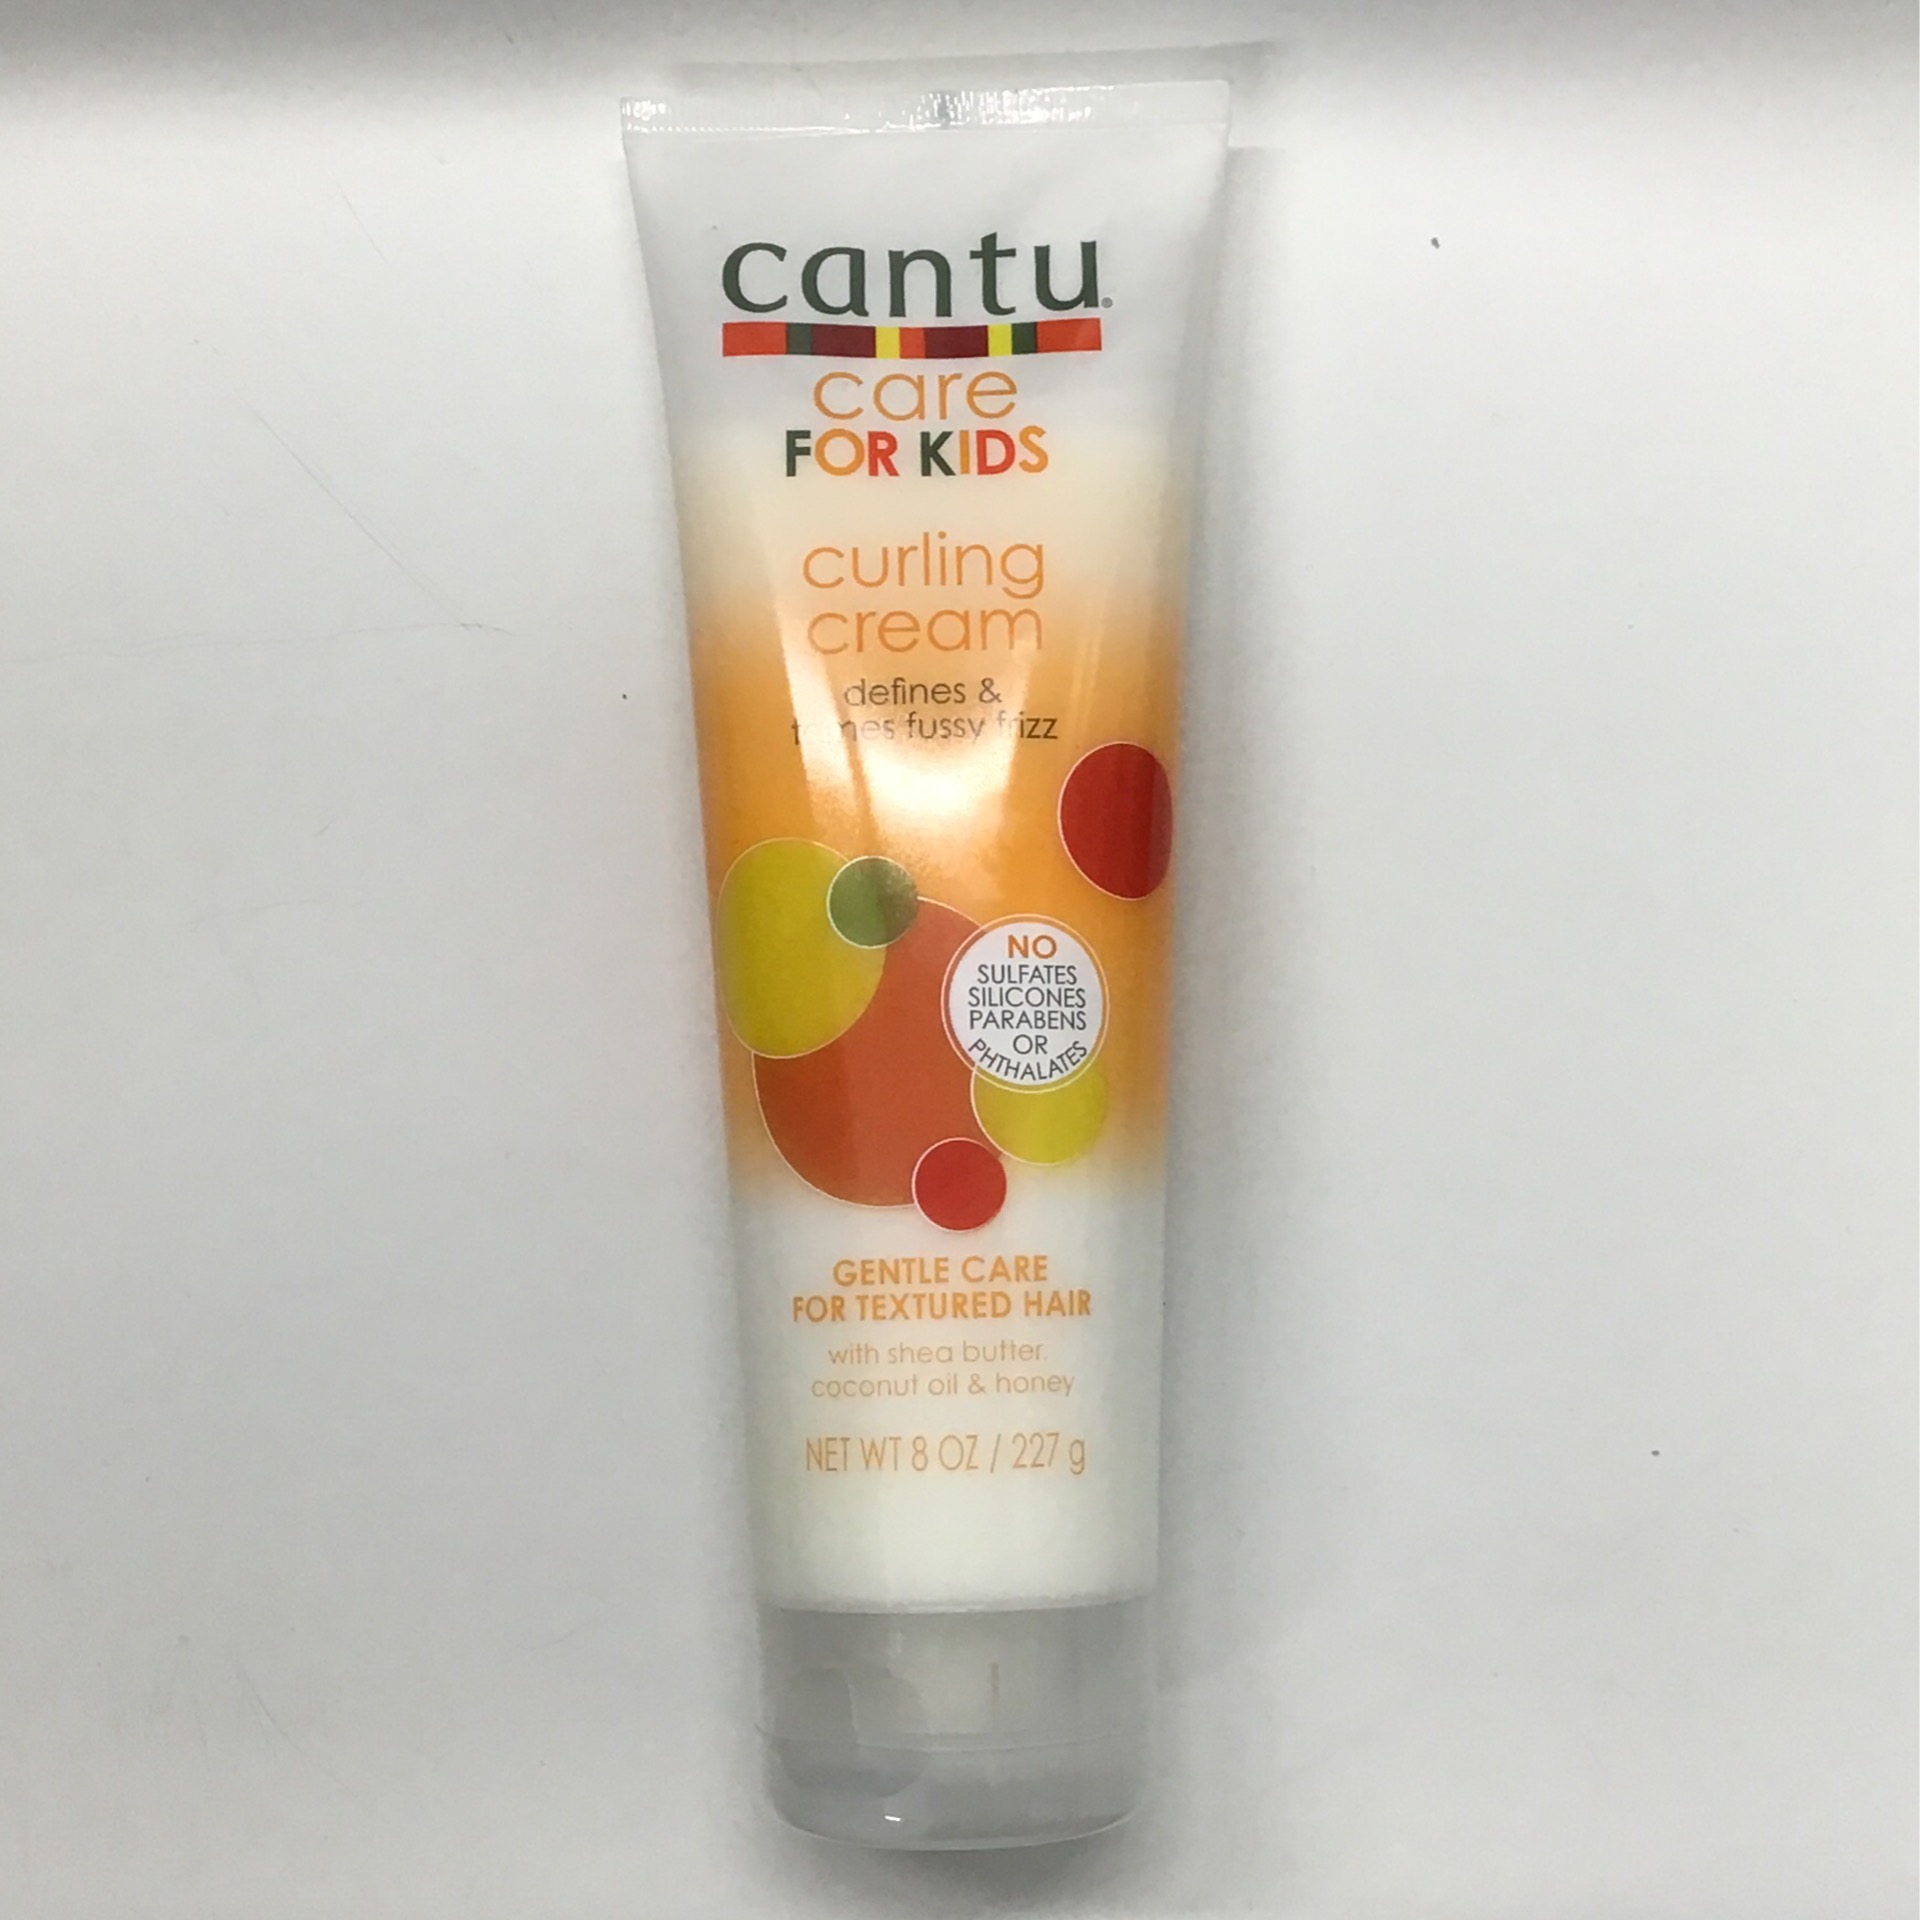 cantu®
care
FOR KIDS
curling
cream
defines &
tames fussy frizz
NO
SULFATES
SILICONES
PARABENS
OR
PHTHALATES
GENTLE CARE
FOR TEXTURED HAIR
with shea butter,
coconut oil & honey
NET WT 8 OZ / 227 g